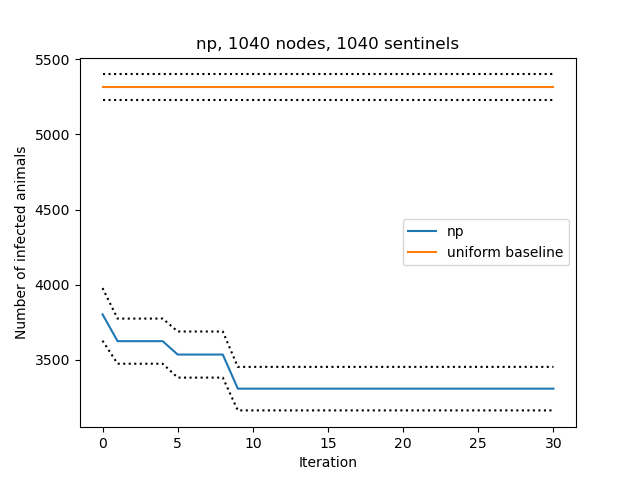 np, 1040 nodes, 1040 sentinels
5500
5000
4500
4000
3500
Number of infected animals
np
uniform baseline
0 5 10 15 20 25 30
Iteration